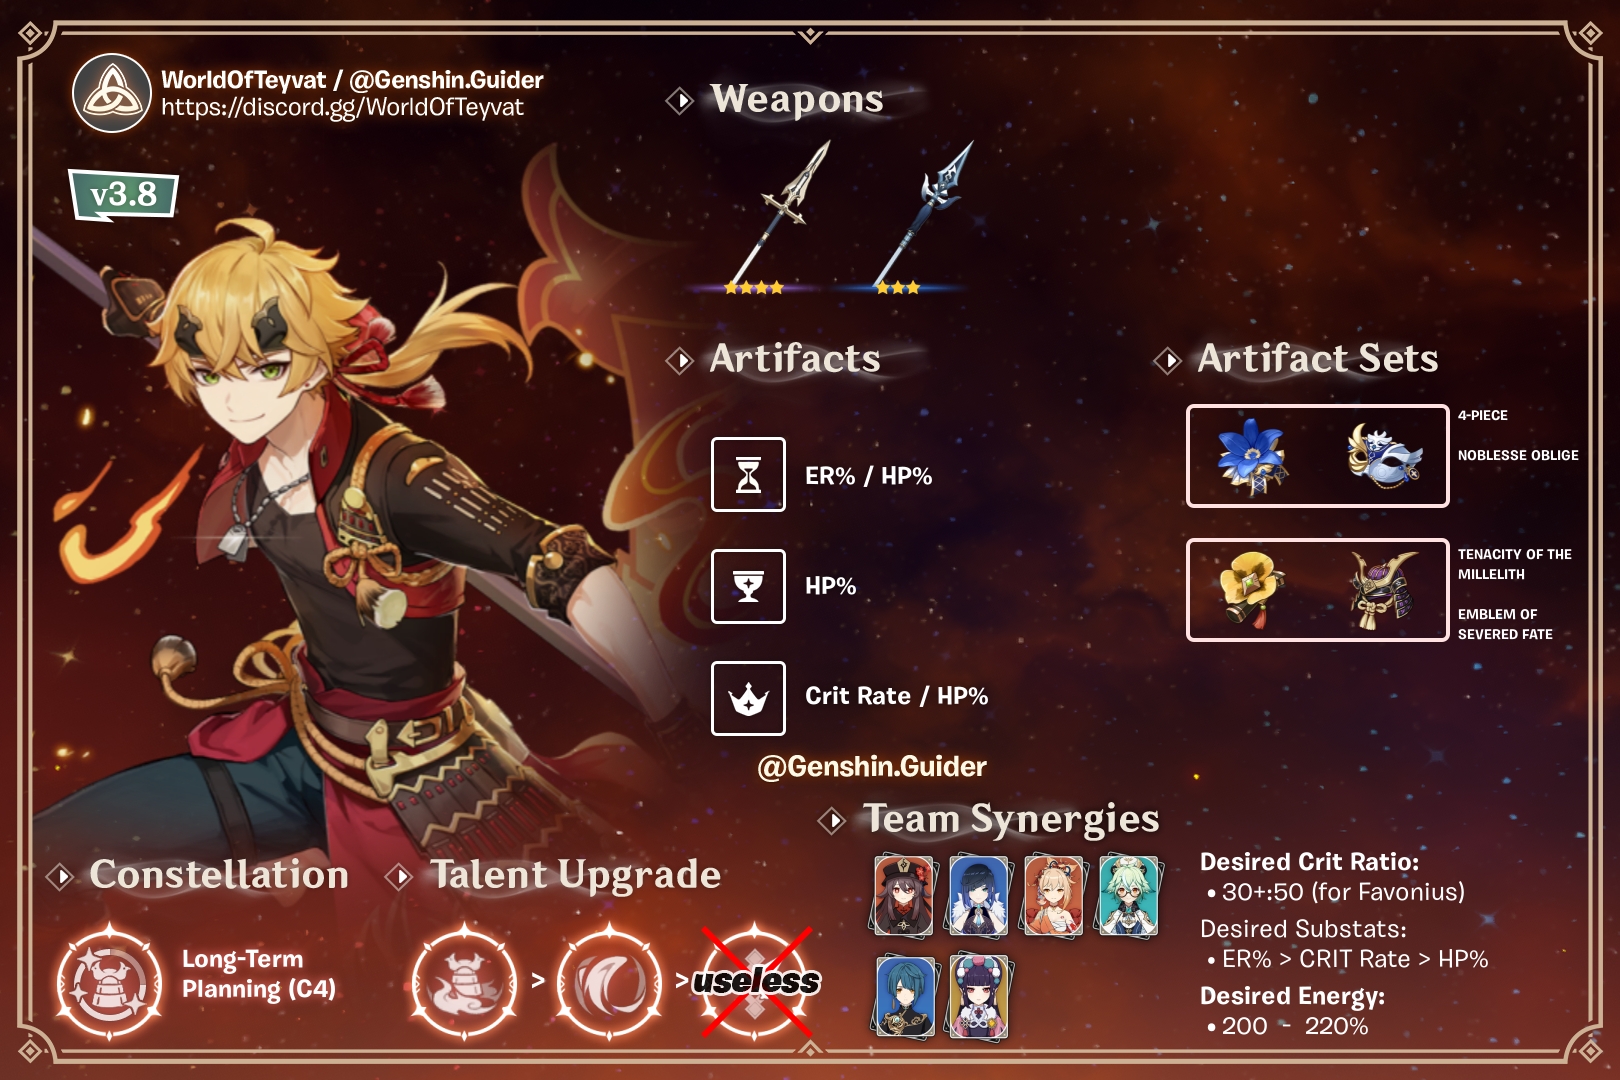 WorldOfTeyvat / @Genshin.Guider
https://discord.gg/WorldOfTeyvat
v3.8
Weapons
Artifacts
ER% / HP%
HP%
Crit Rate / HP%
@Genshin.Guider
Artifact Sets
4-PIECE
NOBLESSE OBLIGE
TENACITY OF THE
MILLELITH
EMBLEM OF
SEVERED FATE
Constellation
Long-Term
Planning (C4)
Talent Upgrade
> > useless
Team Synergies
Desired Crit Ratio:
• 30+:50 (for Favonius)
Desired Substats:
• ER% > CRIT Rate > HP%
Desired Energy:
• 200 - 220%